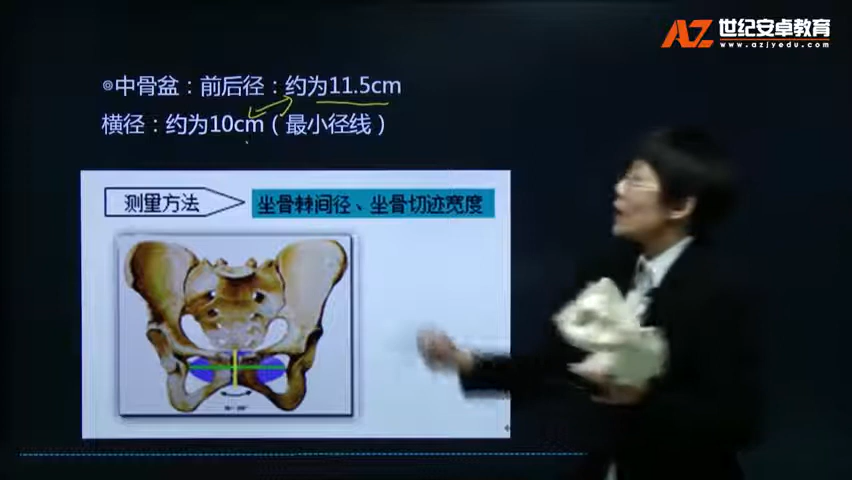 AZ 世纪安卓教育
www.azjyedu.com
◎中骨盆：前后径：约为11.5cm
横径：约为10cm（最小径线）
测量方法
坐骨棘间径、坐骨切迹宽度